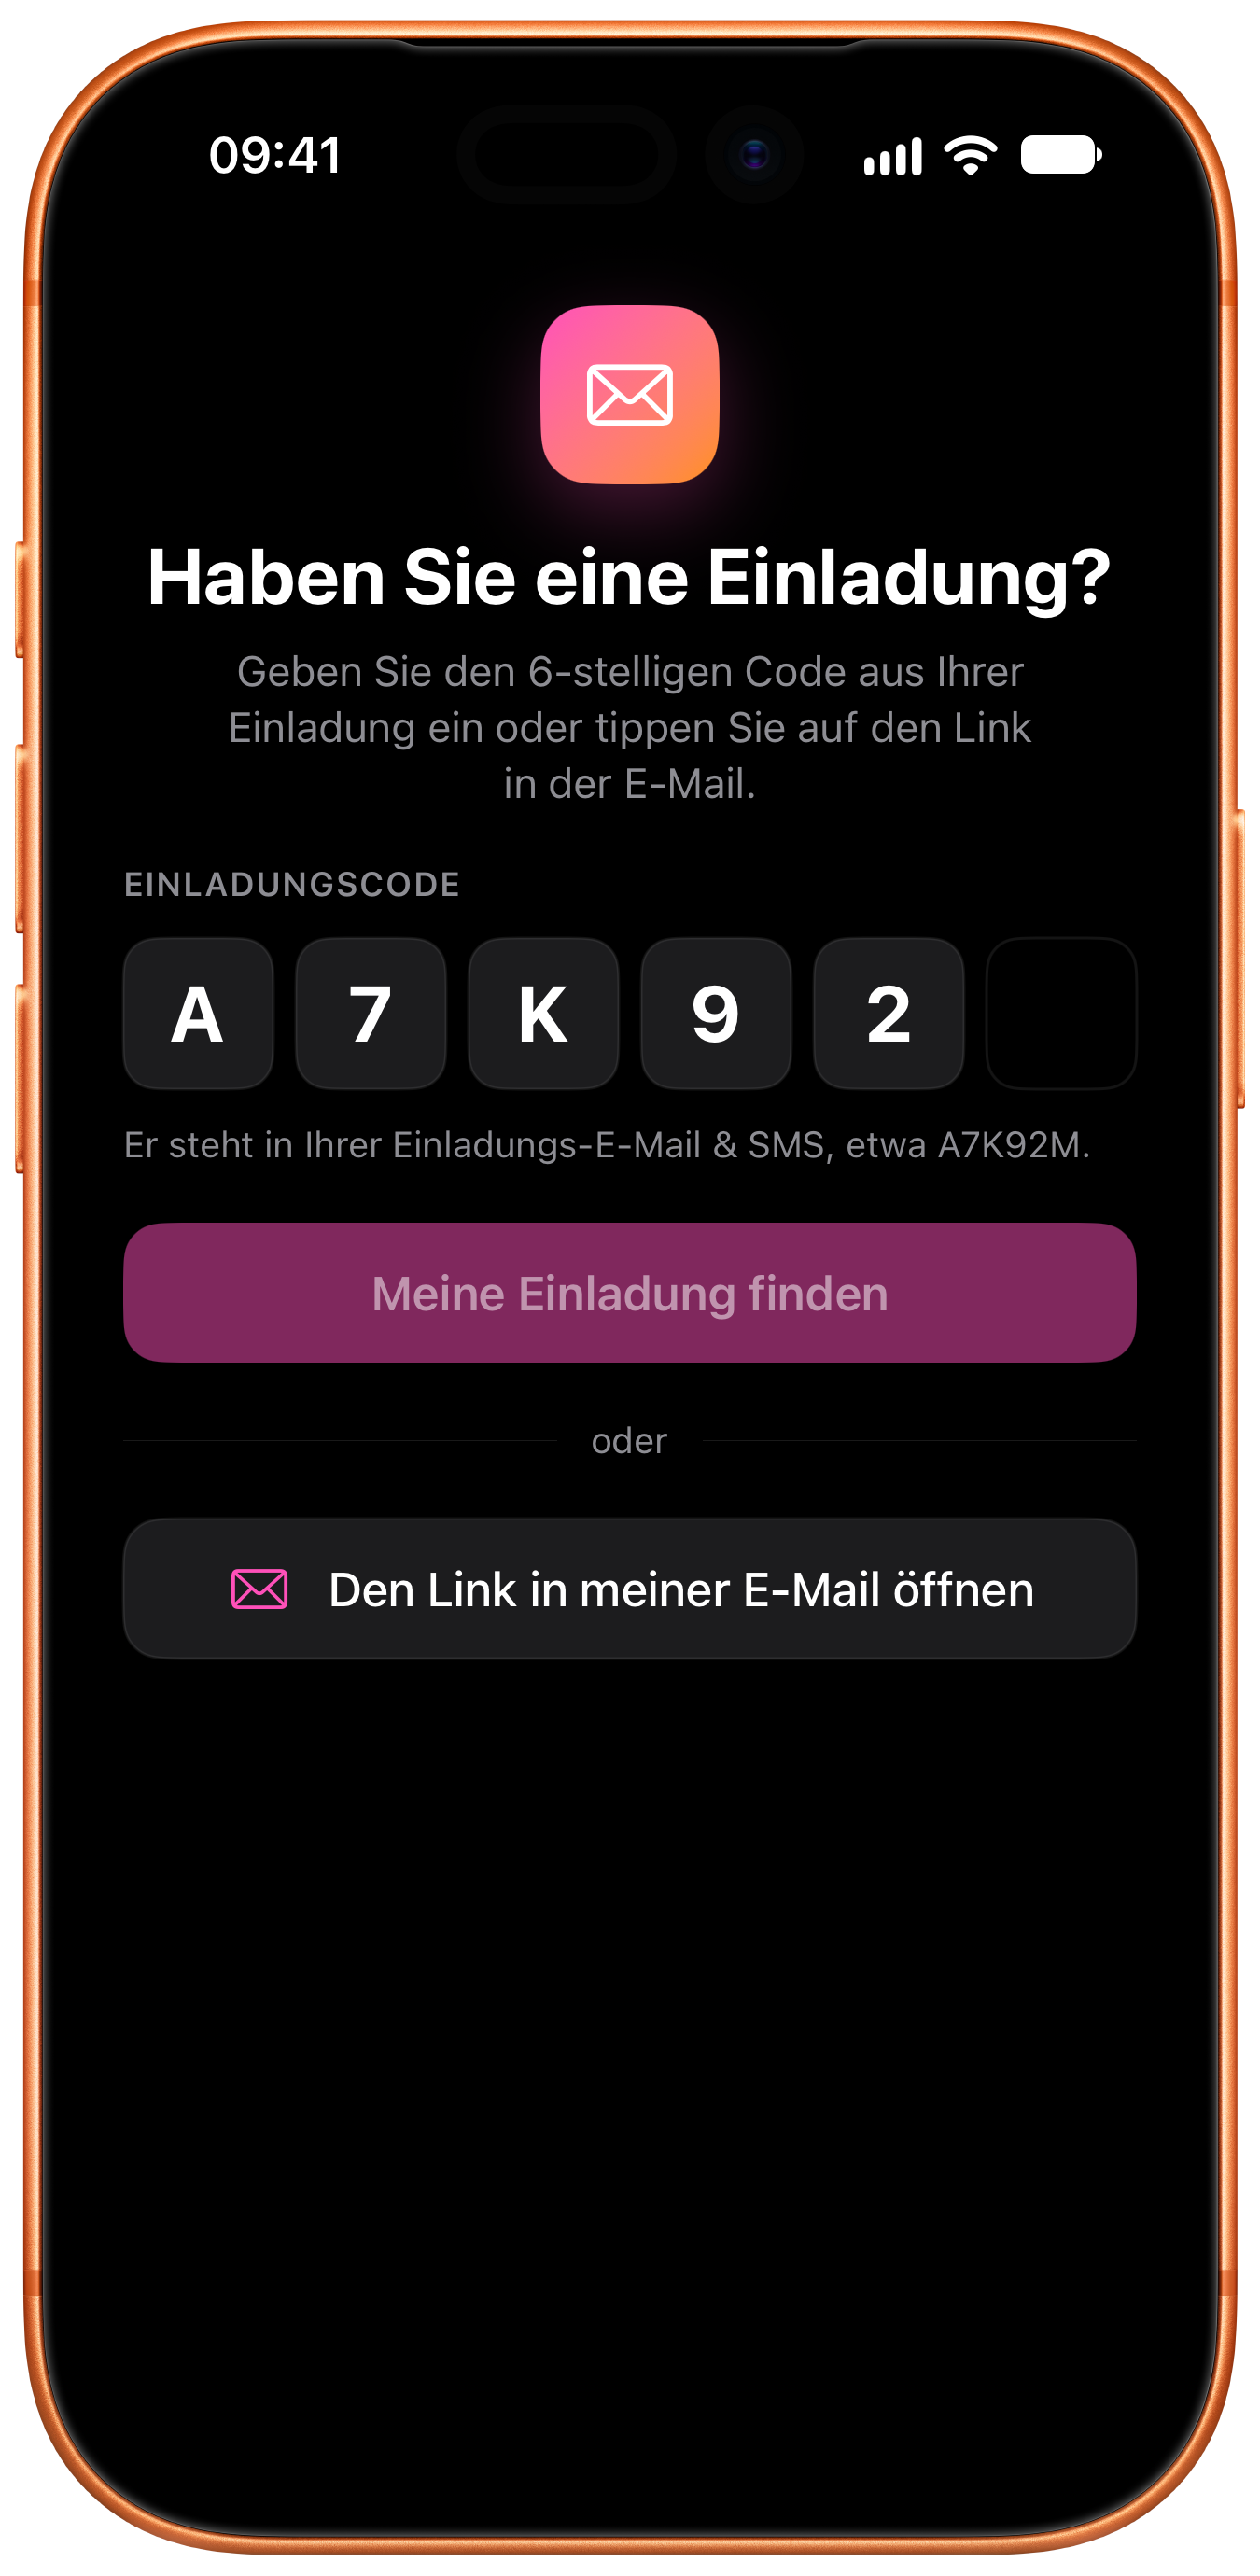 09:41
Haben Sie eine Einladung?
Geben Sie den 6-stelligen Code aus Ihrer
Einladung ein oder tippen Sie auf den Link
in der E-Mail.
EINLADUNGSCODE
A 7 K 9 2
Er steht in Ihrer Einladungs-E-Mail & SMS, etwa A7K92M.
Meine Einladung finden
oder
Den Link in meiner E-Mail öffnen